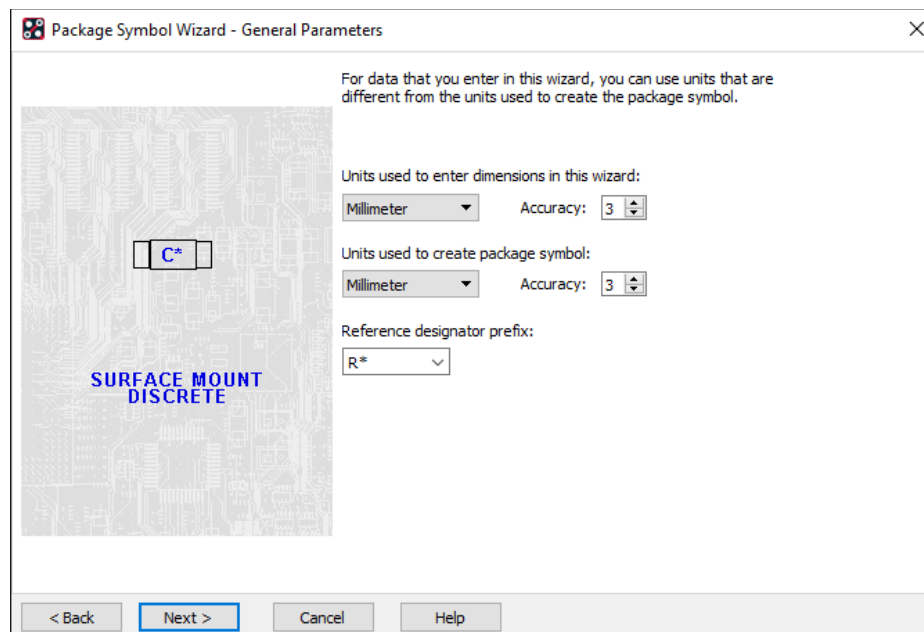 Package Symbol Wizard - General Parameters
For data that you enter in this wizard, you can use units that are
different from the units used to create the package symbol.
Units used to enter dimensions in this wizard:
Millimeter Accuracy: 3
Units used to create package symbol:
Millimeter Accuracy: 3
Reference designator prefix:
R*
C*
SURFACE MOUNT
DISCRETE
< Back Next > Cancel Help